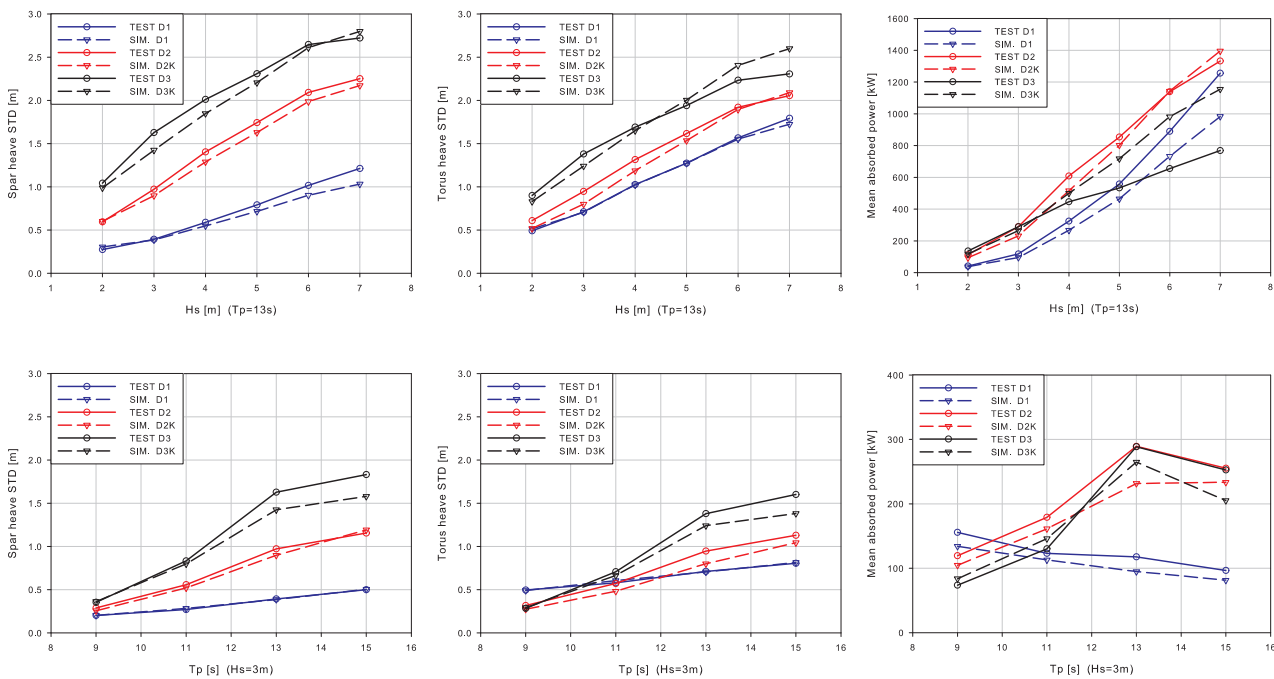 Spar heave STD [m]
3.0
2.5
2.0
1.5
1.0
0.5
0.0
TEST D1
SIM. D1
TEST D2
SIM. D2K
TEST D3
SIM. D3K
1 2 3 4 5 6 7 8
Hs [m] (Tp=13s)
Torus heave STD [m]
3.0
2.5
2.0
1.5
1.0
0.5
0.0
TEST D1
SIM. D1
TEST D2
SIM. D2K
TEST D3
SIM. D3K
1 2 3 4 5 6 7 8
Hs [m] (Tp=13s)
Mean absorbed power [kW]
1600
1400
1200
1000
800
600
400
200
0
TEST D1
SIM. D1
TEST D2
SIM. D2K
TEST D3
SIM. D3K
1 2 3 4 5 6 7 8
Hs [m] (Tp=13s)
Spar heave STD [m]
3.0
2.5
2.0
1.5
1.0
0.5
0.0
TEST D1
SIM. D1
TEST D2
SIM. D2K
TEST D3
SIM. D3K
8 9 10 11 12 13 14 15 16
Tp [s] (Hs=3m)
Torus heave STD [m]
3.0
2.5
2.0
1.5
1.0
0.5
0.0
TEST D1
SIM. D1
TEST D2
SIM. D2K
TEST D3
SIM. D3K
8 9 10 11 12 13 14 15 16
Tp [s] (Hs=3m)
Mean absorbed power [kW]
400
300
200
100
0
TEST D1
SIM. D1
TEST D2
SIM. D2K
TEST D3
SIM. D3K
8 9 10 11 12 13 14 15 16
Tp [s] (Hs=3m)